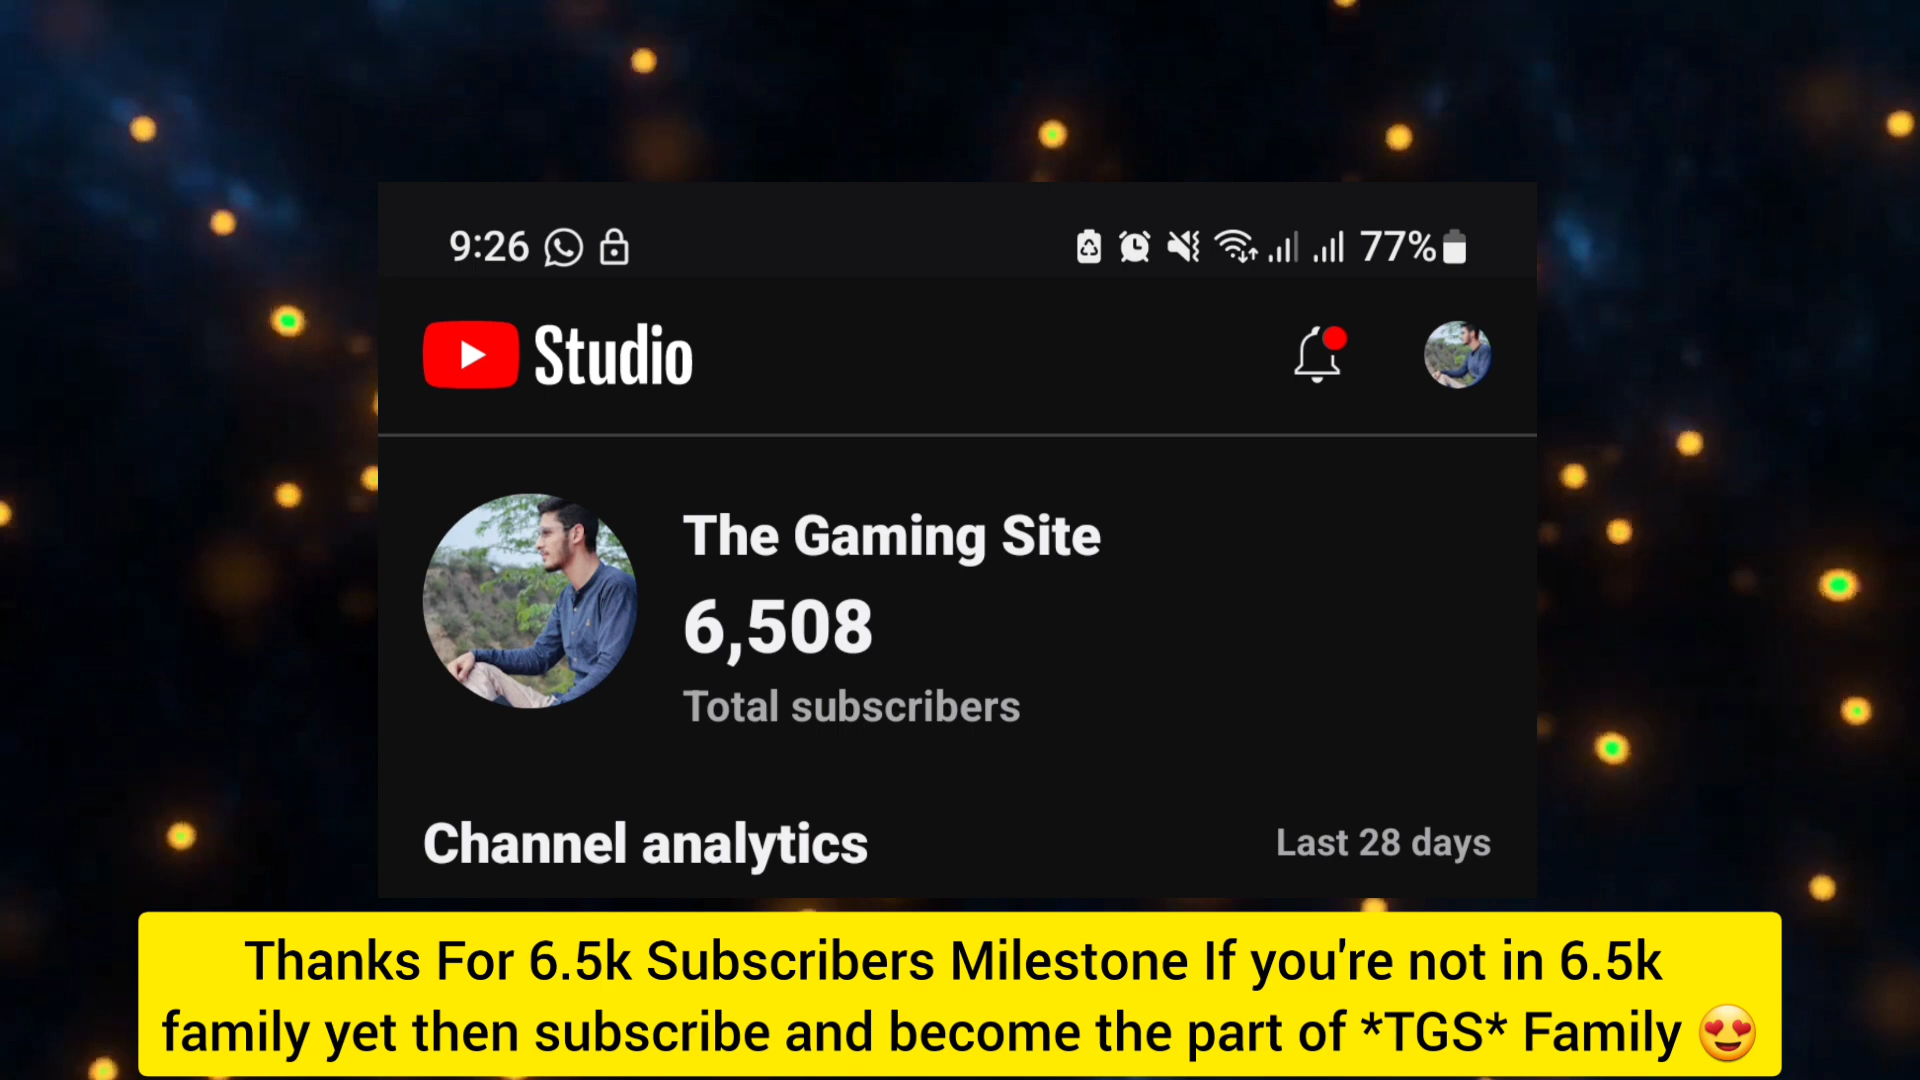 9:26 77%
Studio
The Gaming Site
6,508
Total subscribers
Channel analytics Last 28 days
Thanks For 6.5k Subscribers Milestone If you're not in 6.5k
family yet then subscribe and become the part of *TGS* Family 😍